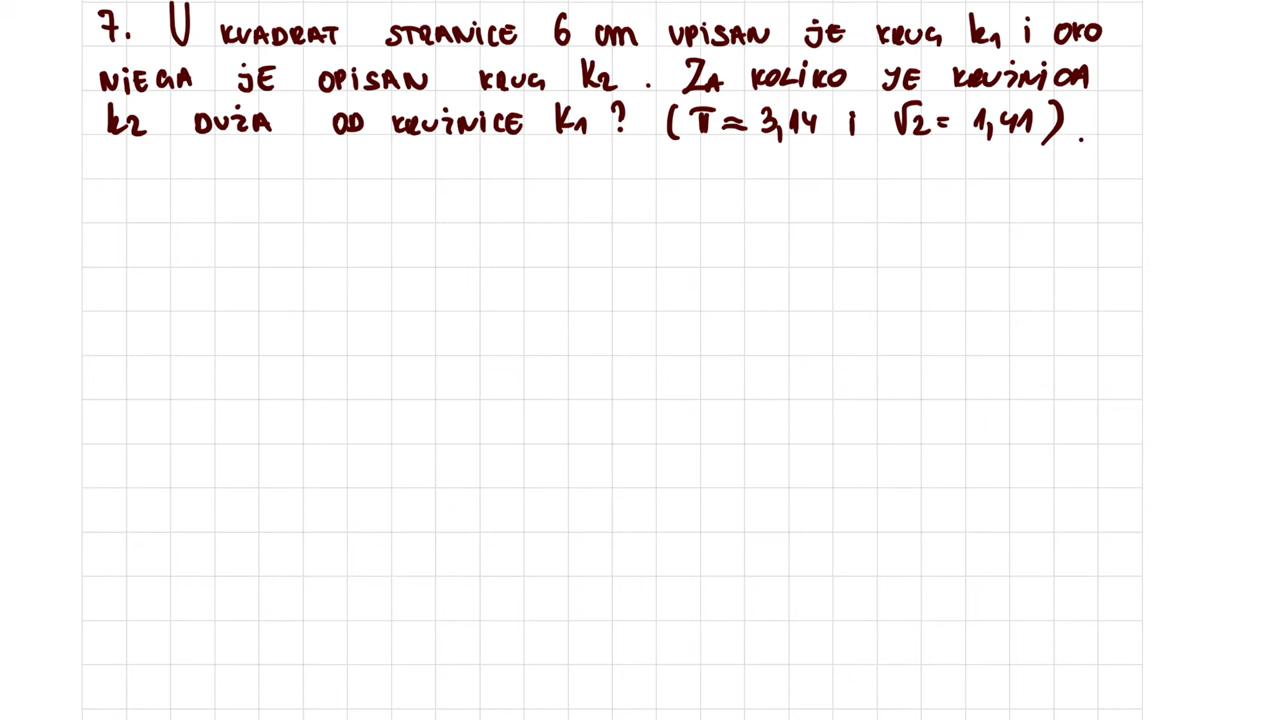 7. U KVADRAT STRANICE 6 cm UPISAN JE KRUG k₁ i OKO
NJEGA JE OPISAN KRUG K₂. ZA KOLIKO JE KRUŽNICA
k₂ DUŽA OD KRUŽNICE K₁? (π≈3,14 i √2=1,41).